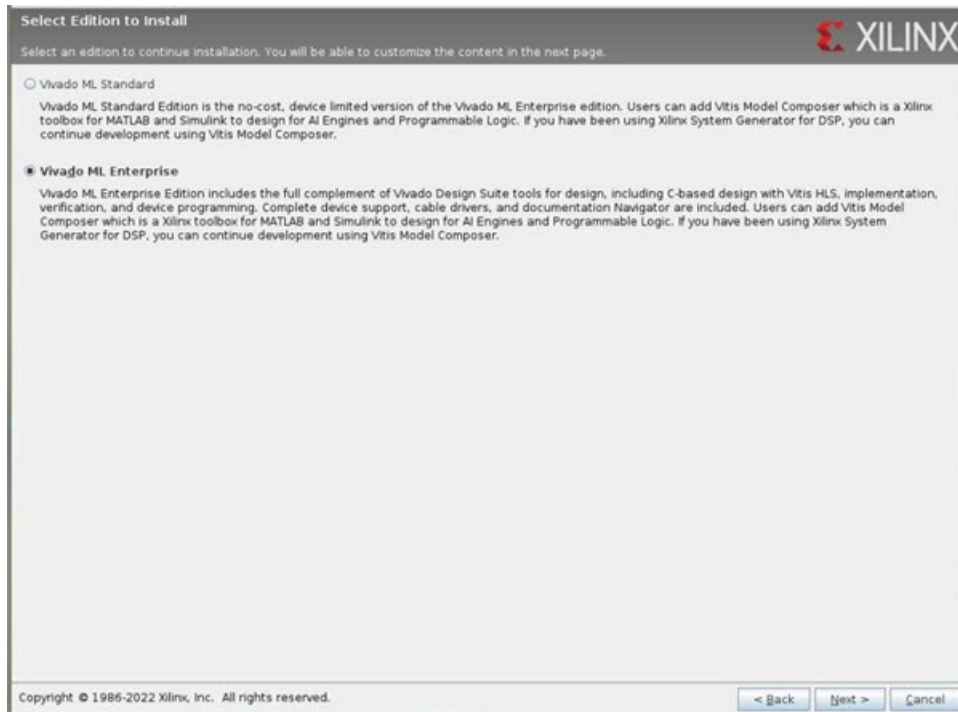 Select Edition to Install
Select an edition to continue installation. You will be able to customize the content in the next page.
XILINX
Vivado ML Standard
Vivado ML Standard Edition is the no-cost, device limited version of the Vivado ML Enterprise edition. Users can add Vitis Model Composer which is a Xilinx
toolbox for MATLAB and Simulink to design for AI Engines and Programmable Logic. If you have been using Xilinx System Generator for DSP, you can
continue development using Vitis Model Composer.
Vivado ML Enterprise
Vivado ML Enterprise Edition includes the full complement of Vivado Design Suite tools for design, including C-based design with Vitis HLS, implementation,
verification, and device programming. Complete device support, cable drivers, and documentation Navigator are included. Users can add Vitis Model
Composer which is a Xilinx toolbox for MATLAB and Simulink to design for AI Engines and Programmable Logic. If you have been using Xilinx System
Generator for DSP, you can continue development using Vitis Model Composer.
Copyright © 1986-2022 Xilinx, Inc. All rights reserved.
< Back
Next >
Cancel